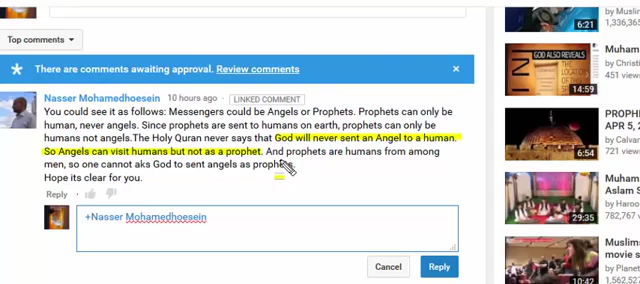 6:21
by Muslim
1,336,365
Top comments
There are comments awaiting approval. Review comments
×
Nasser Mohamedhoesein 10 hours ago LINKED COMMENT
You could see it as follows: Messengers could be Angels or Prophets. Prophets can only be
human, never angels. Since prophets are sent to humans on earth, prophets can only be
humans not angels.The Holy Quran never says that God will never sent an Angel to a human.
So Angels can visit humans but not as a prophet. And prophets are humans from among
men, so one cannot aks God to sent angels as prophets.
Hope its clear for you.
Reply
+Nasser Mohamedhoesein
Cancel Reply
GOD ALSO REVEALS
14:59
Muham
by Christi
451 views
PROPHE
APR 5, 2
by Calvar
6:54
Muham
Aslam S
by Haroo
29:35
782,767 v
Muslims
movie s
by Planet
10:42
1,562,52